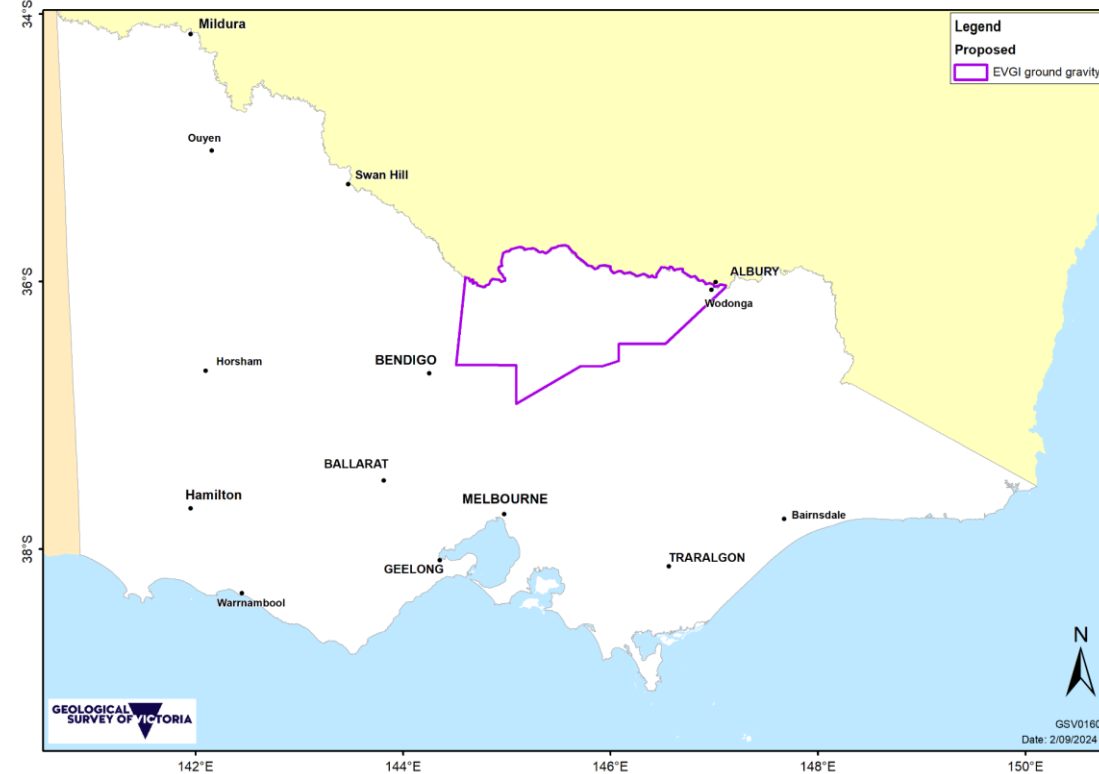 34°S
Mildura
Legend
Proposed
EVGI ground gravity
Ouyen
Swan Hill
36°S
ALBURY
Wodonga
Horsham
BENDIGO
BALLARAT
Hamilton
MELBOURNE
Bairnsdale
38°S
GEELONG
TRARALGON
Warrnambool
N
GEOLOGICAL
SURVEY OF VICTORIA
GSV0160
Date: 2/09/2024
142°E
144°E
146°E
148°E
150°E